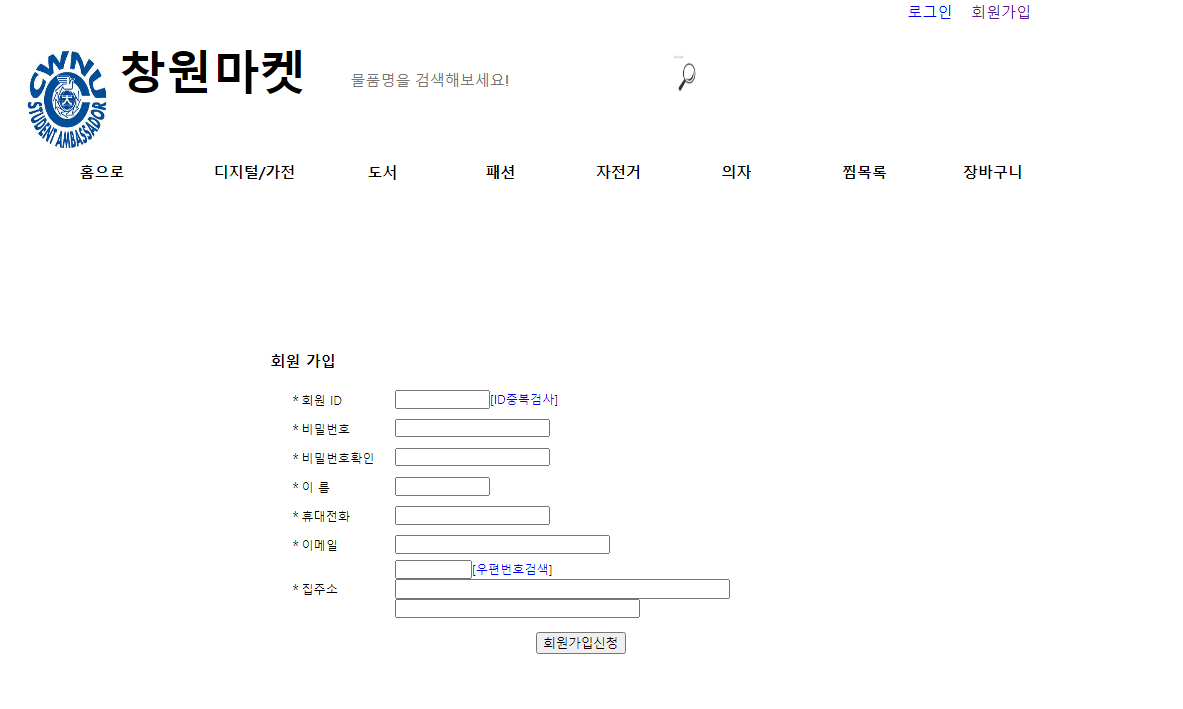 로그인 회원가입
CWNU
STUDENT AMBASSADOR
창원마켓
물품명을 검색해보세요!
홈으로 디지털/가전 도서 패션 자전거 의자 찜목록 장바구니
회원 가입
* 회원 ID [ID중복검사]
* 비밀번호
* 비밀번호확인
* 이 름
* 휴대전화
* 이메일
[우편번호검색]
* 집주소
회원가입신청